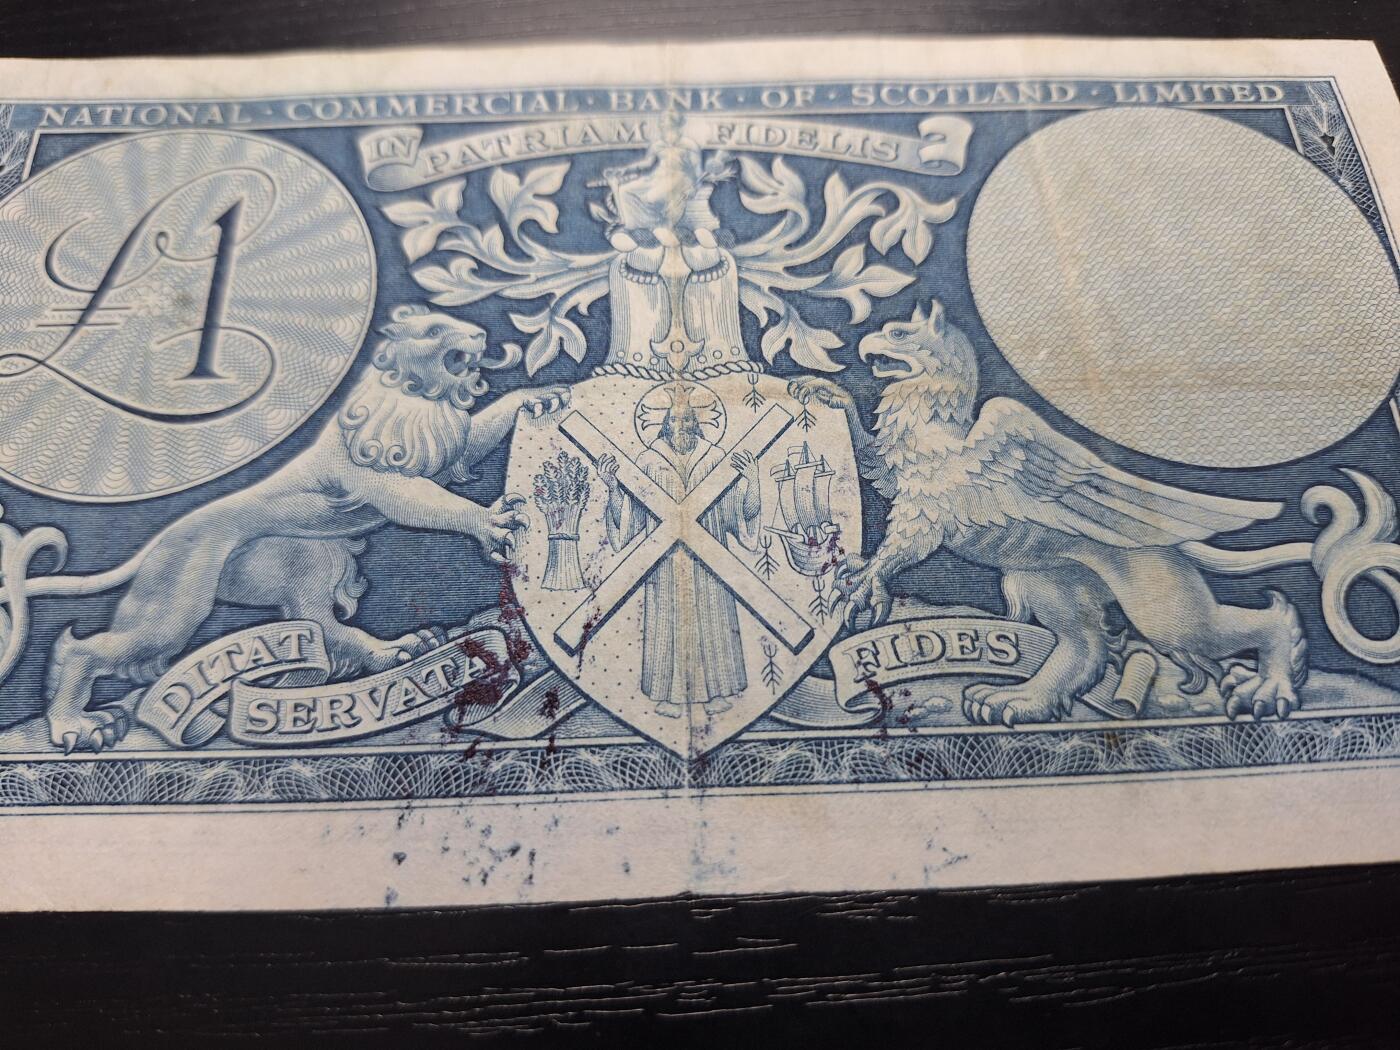 NATIONAL · COMMERCIAL · BANK · OF · SCOTLAND · LIMITED
IN PATRIAM FIDELIS
£1
DITAT SERVATA FIDES